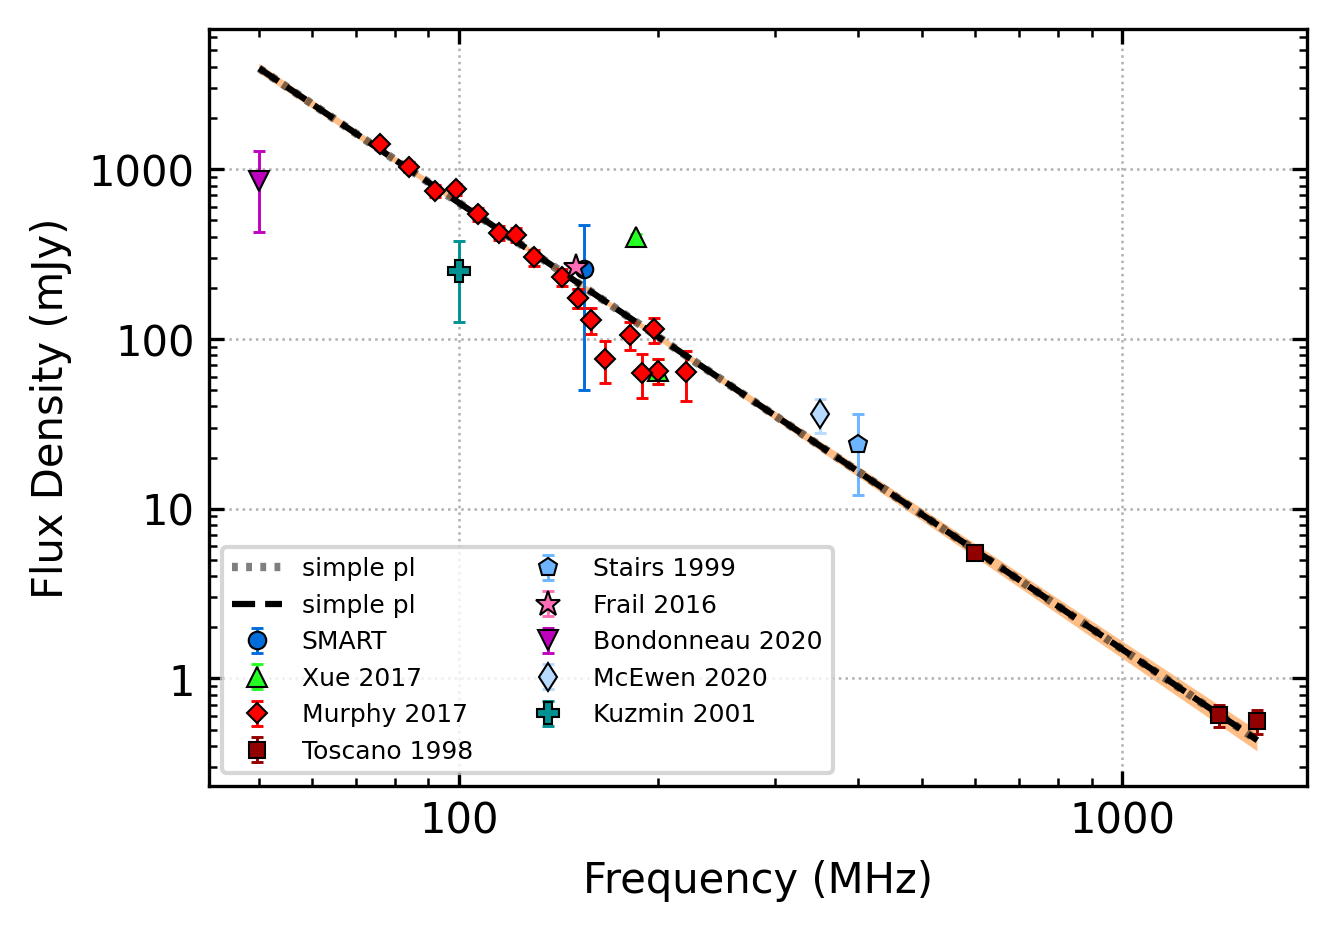 1000
100
10
1
Flux Density (mJy)
simple pl
simple pl
SMART
Xue 2017
Murphy 2017
Toscano 1998
Stairs 1999
Frail 2016
Bondonneau 2020
McEwen 2020
Kuzmin 2001
100
1000
Frequency (MHz)